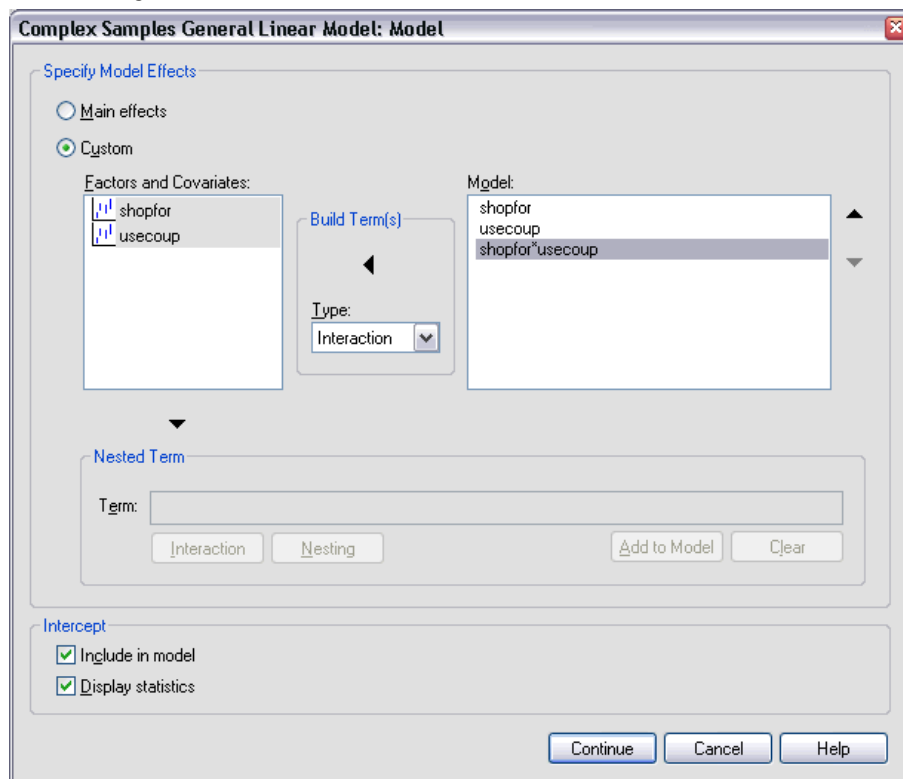 Complex Samples General Linear Model: Model
Specify Model Effects
Main effects
Custom
Factors and Covariates:
shopfor
usecoup
Build Term(s)
Type:
Interaction
Model:
shopfor
usecoup
shopfor*usecoup
Nested Term
Term:
Interaction Nesting Add to Model Clear
Intercept
Include in model
Display statistics
Continue Cancel Help